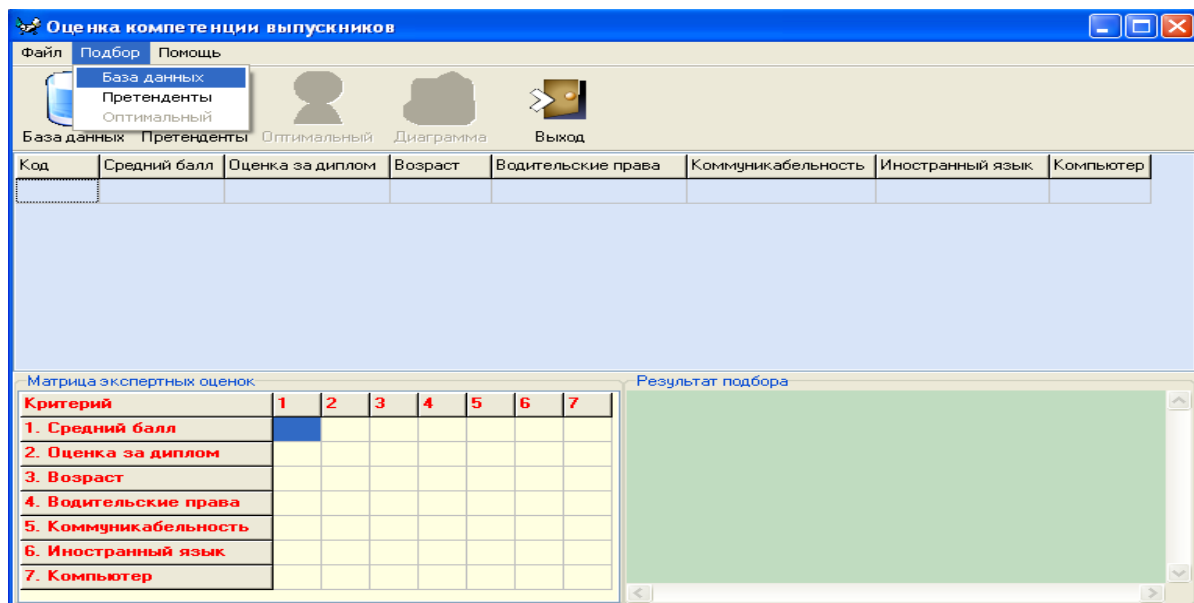 Оценка компетенции выпускников
Файл Подбор Помощь
База данных
Претенденты
Оптимальный
База данных Претенденты Оптимальный Диаграмма Выход
Код Средний балл Оценка за диплом Возраст Водительские права Коммуникабельность Иностранный язык Компьютер
Матрица экспертных оценок
Критерий 1 2 3 4 5 6 7
1. Средний балл
2. Оценка за диплом
3. Возраст
4. Водительские права
5. Коммуникабельность
6. Иностранный язык
7. Компьютер
Результат подбора